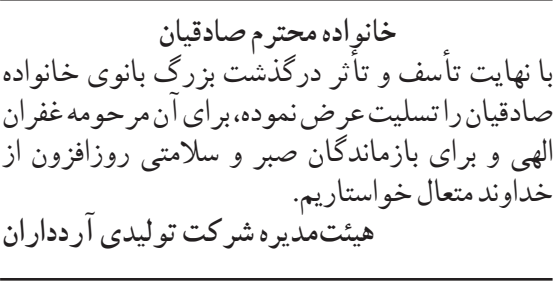 خانواده محترم صادقیان
با نهایت تأسف و تأثر درگذشت بزرگ بانوی خانواده
صادقیان را تسلیت عرض نموده، برای آن مرحومه غفران
الهی و برای بازماندگان صبر و سلامتی روزافزون از
خداوند متعال خواستاریم.
هیئت‌مدیره شرکت تولیدی آردداران